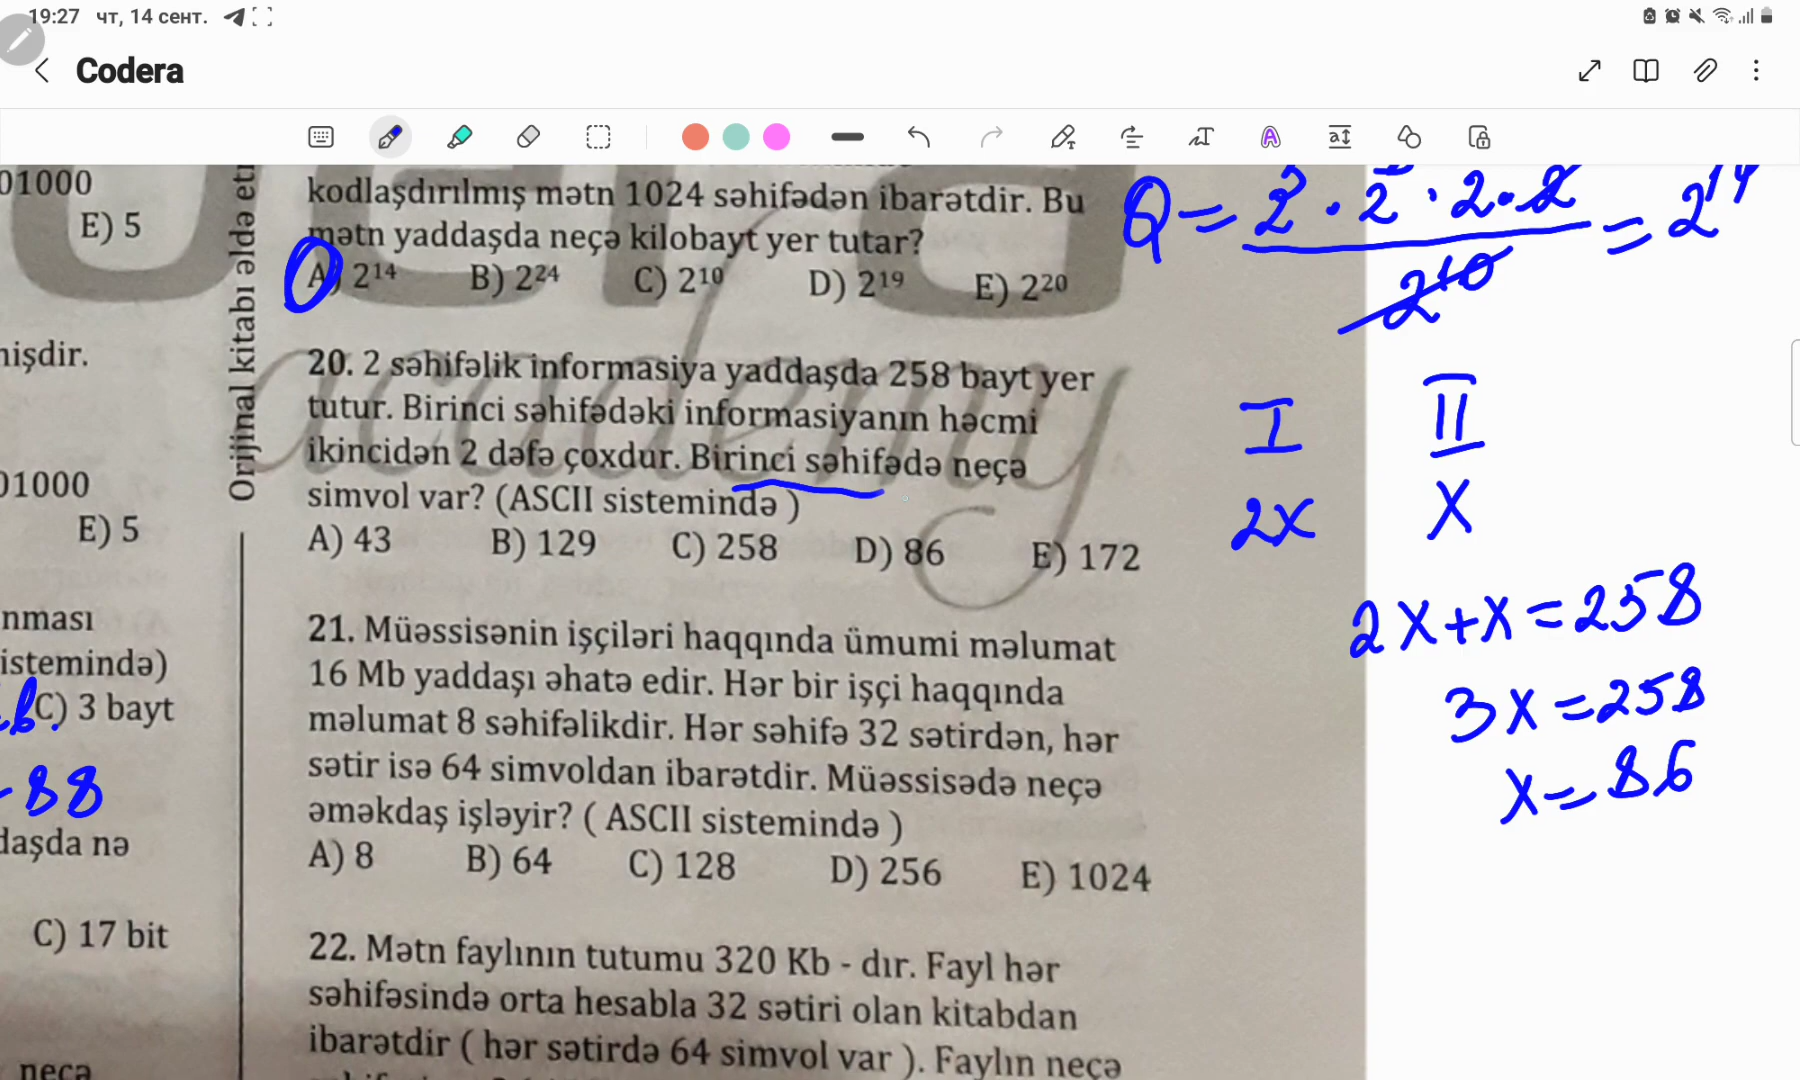 19:27 чт, 14 сент.
Codera
01000
E) 5
nişdir.
01000
E) 5
nması
istemində)
b. C) 3 bayt
-88
daşda nə
C) 17 bit
neçə
Orijinal kitabı əldə
academy
kodlaşdırılmış mətn 1024 səhifədən ibarətdir. Bu
mətn yaddaşda neçə kilobayt yer tutar?
A) 2¹⁴ B) 2²⁴ C) 2¹⁰ D) 2¹⁹ E) 2²⁰
20. 2 səhifəlik informasiya yaddaşda 258 bayt yer
tutur. Birinci səhifədəki informasiyanın həcmi
ikincidən 2 dəfə çoxdur. Birinci səhifədə neçə
simvol var? (ASCII sistemində )
A) 43 B) 129 C) 258 D) 86 E) 172
21. Müəssisənin işçiləri haqqında ümumi məlumat
16 Mb yaddaşı əhatə edir. Hər bir işçi haqqında
məlumat 8 səhifəlikdir. Hər səhifə 32 sətirdən, hər
sətir isə 64 simvoldan ibarətdir. Müəssisədə neçə
əməkdaş işləyir? ( ASCII sistemində )
A) 8 B) 64 C) 128 D) 256 E) 1024
22. Mətn faylının tutumu 320 Kb - dır. Fayl hər
səhifəsində orta hesabla 32 sətiri olan kitabdan
ibarətdir ( hər sətirdə 64 simvol var ). Faylın neçə
= 2¹⁴
2¹⁰
I II
2x x
2x+x=258
3x=258
x=86